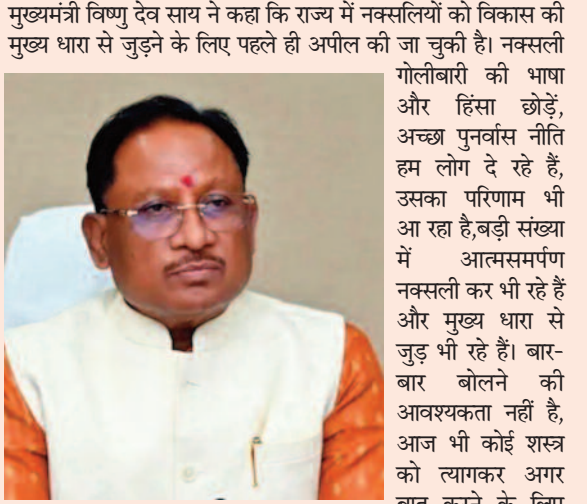 मुख्यमंत्री विष्णु देव साय ने कहा कि राज्य में नक्सलियों को विकास की
मुख्य धारा से जुड़ने के लिए पहले ही अपील की जा चुकी है। नक्सली
गोलीबारी की भाषा
और हिंसा छोड़ें,
अच्छा पुनर्वास नीति
हम लोग दे रहे हैं,
उसका परिणाम भी
आ रहा है,बड़ी संख्या
में आत्मसमर्पण
नक्सली कर भी रहे हैं
और मुख्य धारा से
जुड़ भी रहे हैं। बार-
बार बोलने की
आवश्यकता नहीं है,
आज भी कोई शस्त्र
को त्यागकर अगर